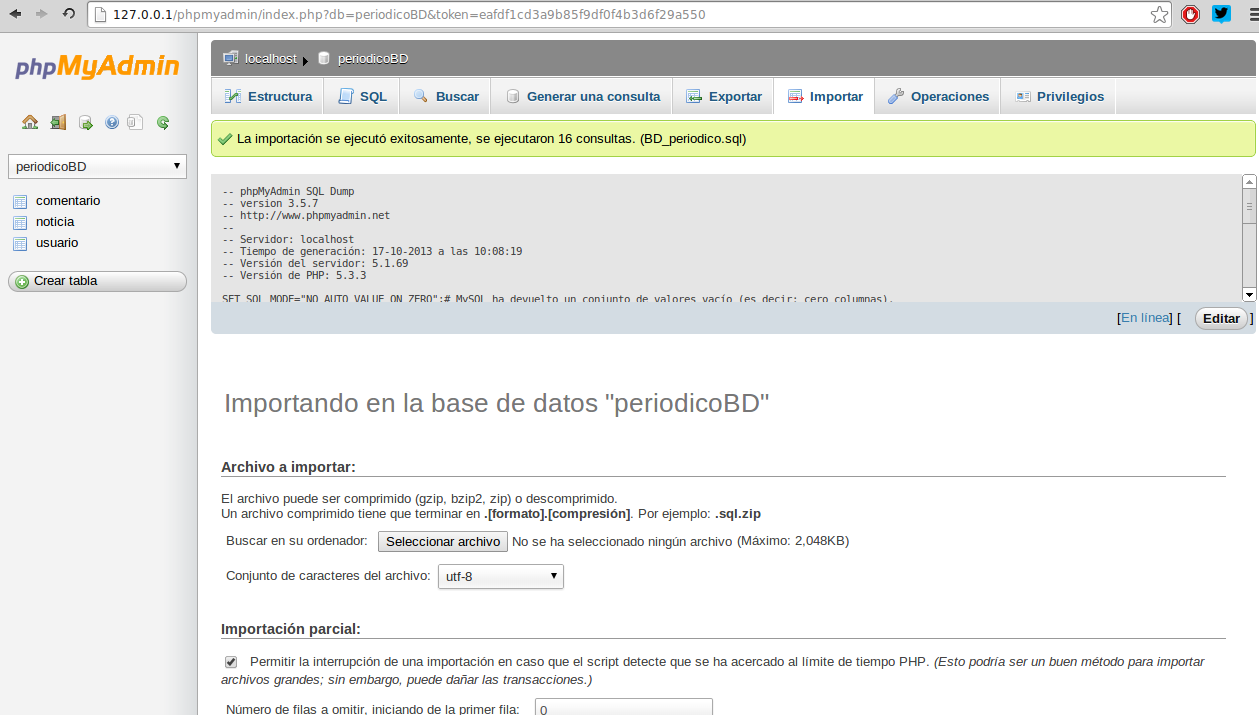 127.0.0.1/phpmyadmin/index.php?db=periodicoBD&token=eafdf1cd3a9b85f9df0f4b3d6f29a550
phpMyAdmin
periodicoBD
comentario
noticia
usuario
Crear tabla
localhost periodicoBD
Estructura SQL Buscar Generar una consulta Exportar Importar Operaciones Privilegios
La importación se ejecutó exitosamente, se ejecutaron 16 consultas. (BD_periodico.sql)
-- phpMyAdmin SQL Dump
-- version 3.5.7
-- http://www.phpmyadmin.net
--
-- Servidor: localhost
-- Tiempo de generación: 17-10-2013 a las 10:08:19
-- Versión del servidor: 5.1.69
-- Versión de PHP: 5.3.3
SET SQL_MODE="NO_AUTO_VALUE_ON_ZERO";# MySQL ha devuelto un conjunto de valores vacío (es decir: cero columnas).
[En línea] [ Editar ]
Importando en la base de datos "periodicoBD"
Archivo a importar:
El archivo puede ser comprimido (gzip, bzip2, zip) o descomprimido.
Un archivo comprimido tiene que terminar en .[formato].[compresión]. Por ejemplo: .sql.zip
Buscar en su ordenador: Seleccionar archivo No se ha seleccionado ningún archivo (Máximo: 2,048KB)
Conjunto de caracteres del archivo: utf-8
Importación parcial:
Permitir la interrupción de una importación en caso que el script detecte que se ha acercado al límite de tiempo PHP. (Esto podría ser un buen método para importar
archivos grandes; sin embargo, puede dañar las transacciones.)
Número de filas a omitir, iniciando de la primer fila: 0